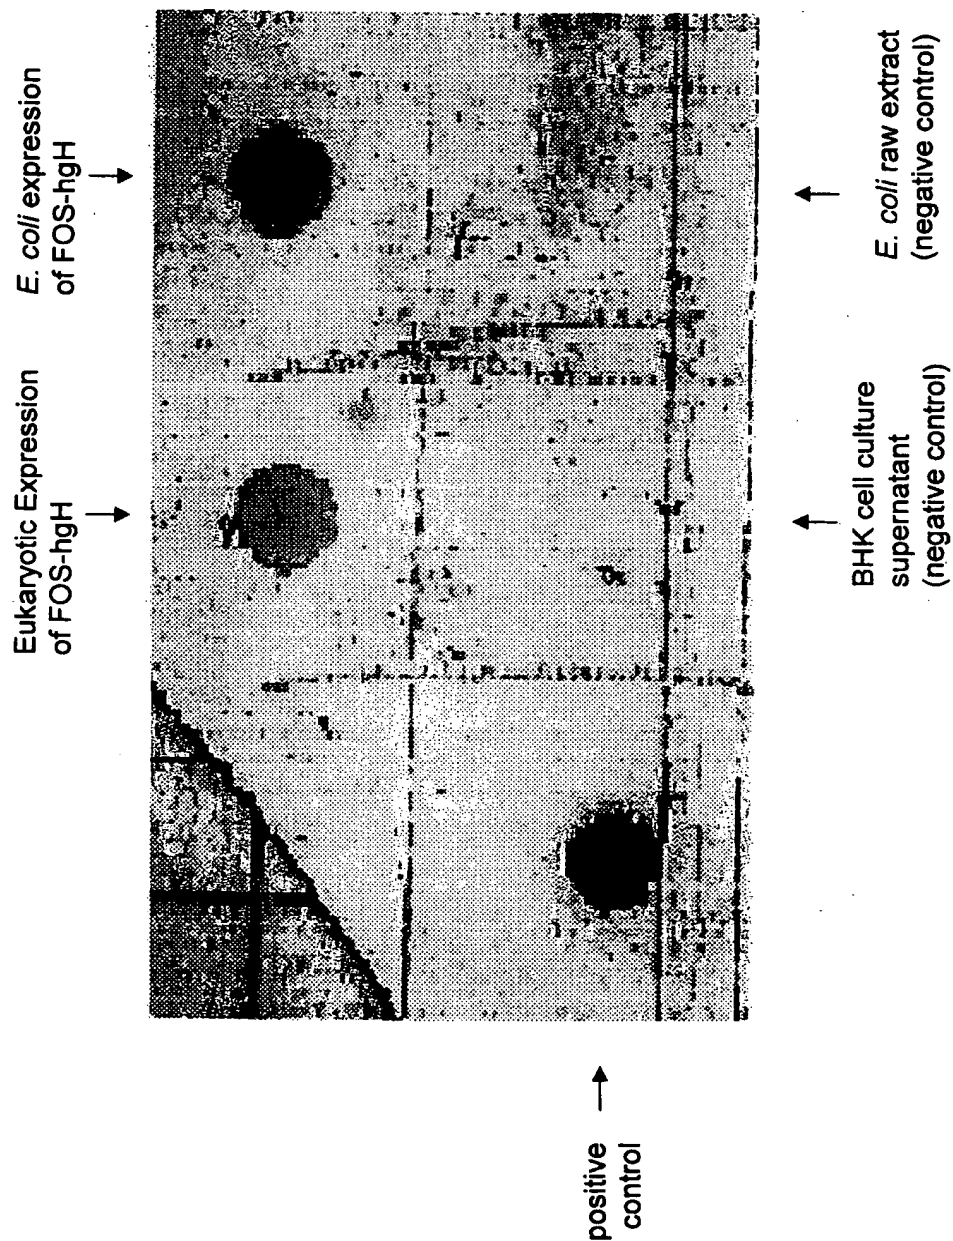 Eukaryotic Expression
of FOS-hgH
E. coli expression
of FOS-hgH
positive
control
BHK cell culture
supernatant
(negative control)
E. coli raw extract
(negative control)